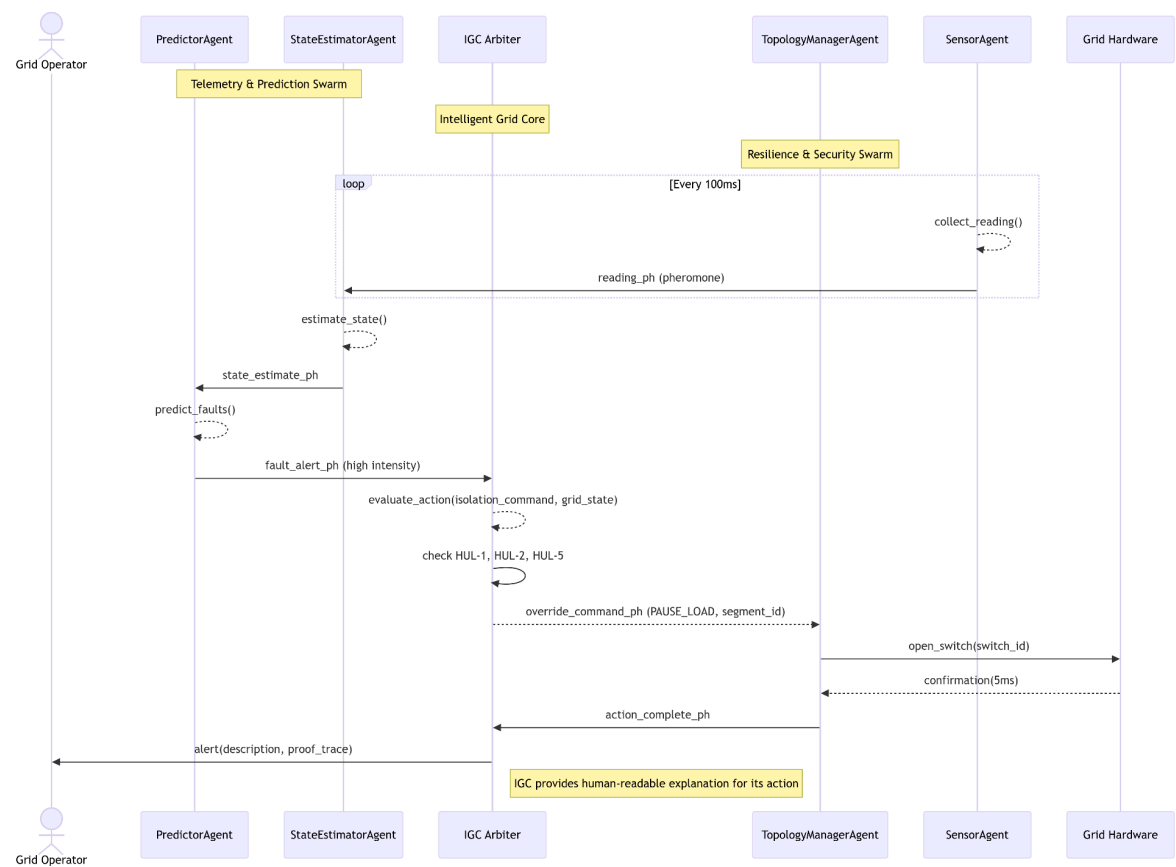 PredictorAgent
StateEstimatorAgent
IGC Arbiter
TopologyManagerAgent
SensorAgent
Grid Hardware
Grid Operator
Telemetry & Prediction Swarm
Intelligent Grid Core
Resilience & Security Swarm
loop
[Every 100ms]
collect_reading()
reading_ph (pheromone)
estimate_state()
state_estimate_ph
predict_faults()
fault_alert_ph (high intensity)
evaluate_action(isolation_command, grid_state)
check HUL-1, HUL-2, HUL-5
override_command_ph (PAUSE_LOAD, segment_id)
open_switch(switch_id)
confirmation(5ms)
action_complete_ph
alert(description, proof_trace)
IGC provides human-readable explanation for its action
PredictorAgent
StateEstimatorAgent
IGC Arbiter
TopologyManagerAgent
SensorAgent
Grid Hardware
Grid Operator